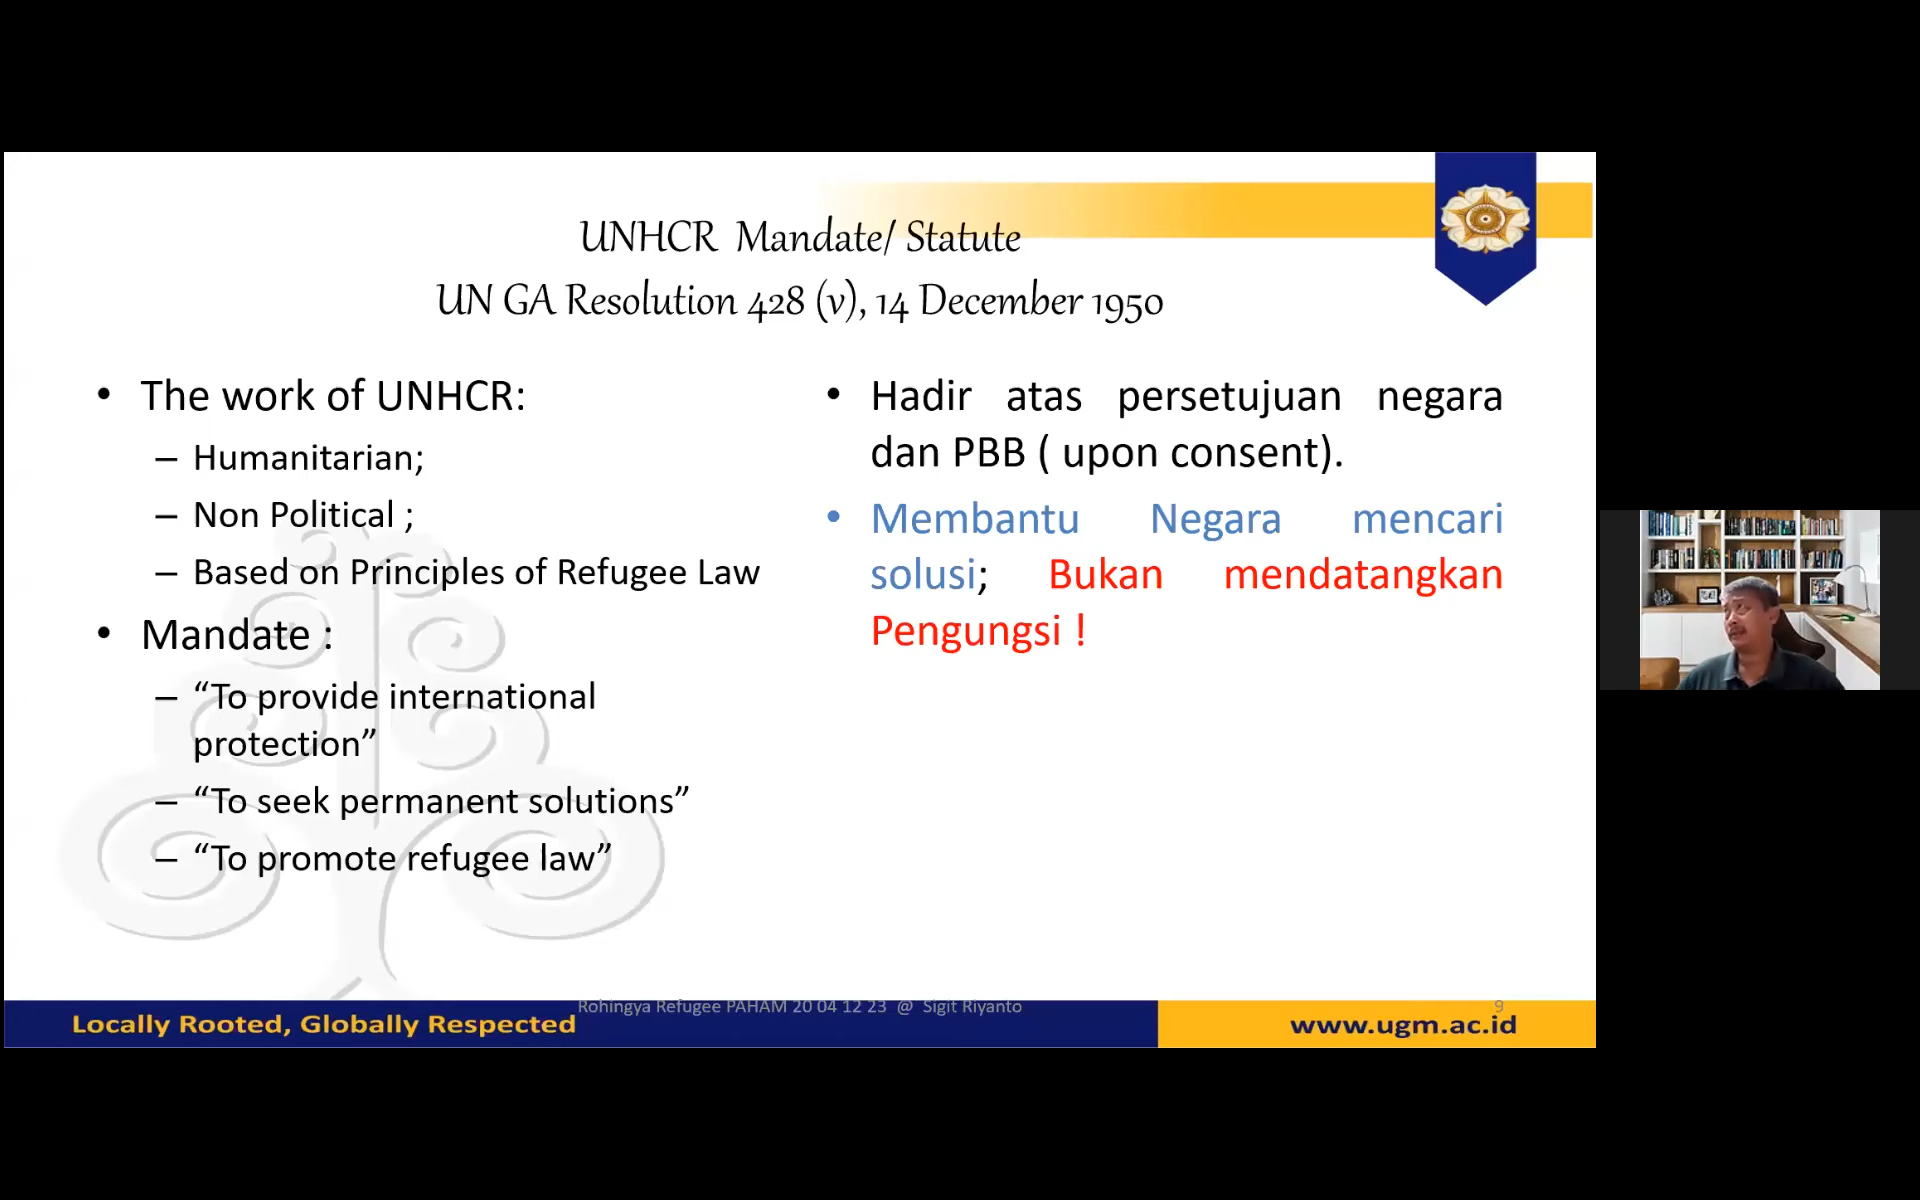 UNHCR Mandate/ Statute
UN GA Resolution 428 (v), 14 December 1950
• The work of UNHCR:
– Humanitarian;
– Non Political ;
– Based on Principles of Refugee Law
• Mandate :
– “To provide international
protection”
– “To seek permanent solutions”
– “To promote refugee law”
• Hadir atas persetujuan negara
dan PBB ( upon consent).
• Membantu Negara mencari
solusi; Bukan mendatangkan
Pengungsi !
Rohingya Refugee PAHAM 20 04 12 23 @ Sigit Riyanto
9
Locally Rooted, Globally Respected
www.ugm.ac.id